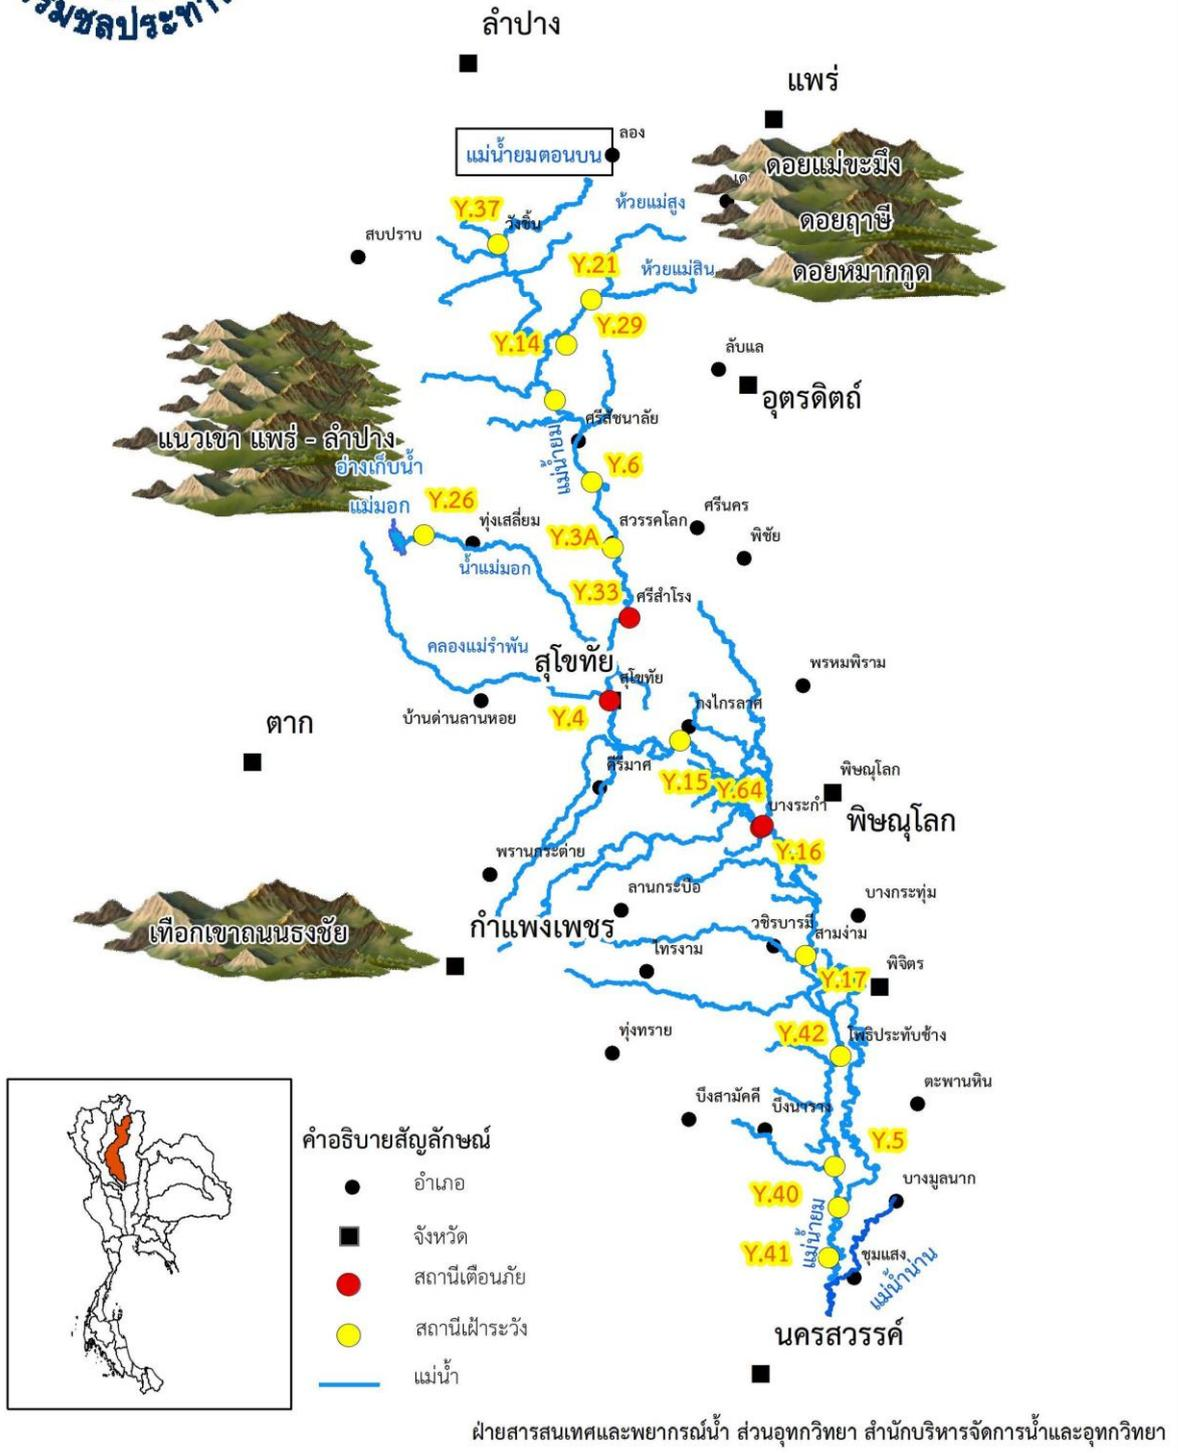 ลำปาง
แพร่
ลอง
แม่น้ำยมตอนบน
ดอยแม่ขะมึง
Y.37
วังชิ้น
ห้วยแม่สูง
ดอยฤาษี
สบปราบ
Y.21
ห้วยแม่สิน
ดอยหมากกูด
Y.29
Y.14
ลับแล
อุตรดิตถ์
ศรีสัชนาลัย
แม่น้ำยม
แนวเขา แพร่ - ลำปาง
อ่างเก็บน้ำ
แม่มอก
Y.6
Y.26
ทุ่งเสลี่ยม
สวรรคโลก
ศรีนคร
Y.3A
พิชัย
น้ำแม่มอก
Y.33
ศรีสำโรง
คลองแม่รำพัน
สุโขทัย
สุโขทัย
พรหมพิราม
กงไกรลาศ
บ้านด่านลานหอย
Y.4
ตาก
คีรีมาศ
Y.15
Y.64
พิษณุโลก
บางระกำ
พิษณุโลก
Y.16
พรานกระต่าย
ลานกระบือ
บางกระทุ่ม
กำแพงเพชร
วชิรบารมี
สามง่าม
เทือกเขาถนนธงชัย
ไทรงาม
พิจิตร
Y.17
ทุ่งทราย
Y.42
โพธิประทับช้าง
ตะพานหิน
บึงสามัคคี
บึงนาราง
Y.5
บางมูลนาก
Y.40
แม่น้ำยม
Y.41
ชุมแสง
แม่น้ำน่าน
นครสวรรค์
คำอธิบายสัญลักษณ์
อำเภอ
จังหวัด
สถานีเตือนภัย
สถานีเฝ้าระวัง
แม่น้ำ
ฝ่ายสารสนเทศและพยากรณ์น้ำ ส่วนอุทกวิทยา สำนักบริหารจัดการน้ำและอุทกวิทยา